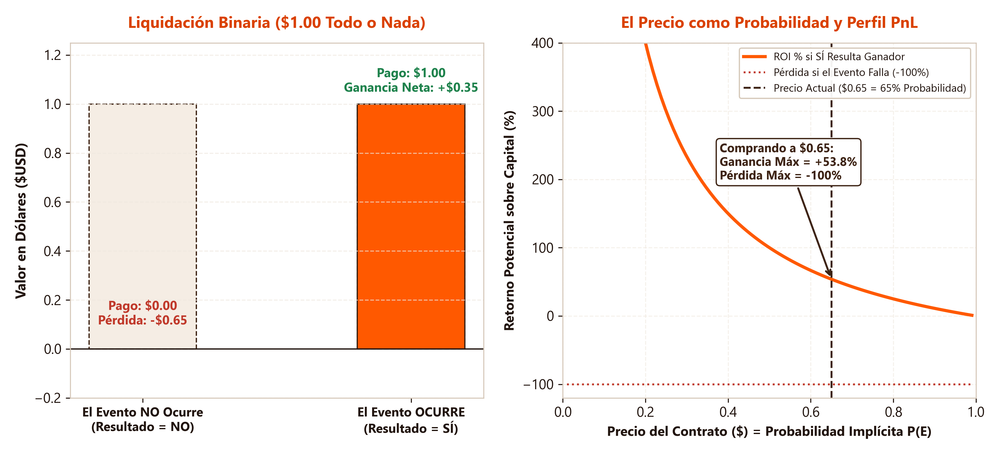 Liquidación Binaria ($1.00 Todo o Nada)
Valor en Dólares ($USD)
1.2
1.0
0.8
0.6
0.4
0.2
0.0
−0.2
Pago: $1.00
Ganancia Neta: +$0.35
Pago: $0.00
Pérdida: -$0.65
El Evento NO Ocurre
(Resultado = NO)
El Evento OCURRE
(Resultado = SÍ)
El Precio como Probabilidad y Perfil PnL
Retorno Potencial sobre Capital (%)
400
300
200
100
0
−100
ROI % si SÍ Resulta Ganador
Pérdida si el Evento Falla (-100%)
Precio Actual ($0.65 = 65% Probabilidad)
Comprando a $0.65:
Ganancia Máx = +53.8%
Pérdida Máx = -100%
0.0
0.2
0.4
0.6
0.8
1.0
Precio del Contrato ($) = Probabilidad Implícita P(E)